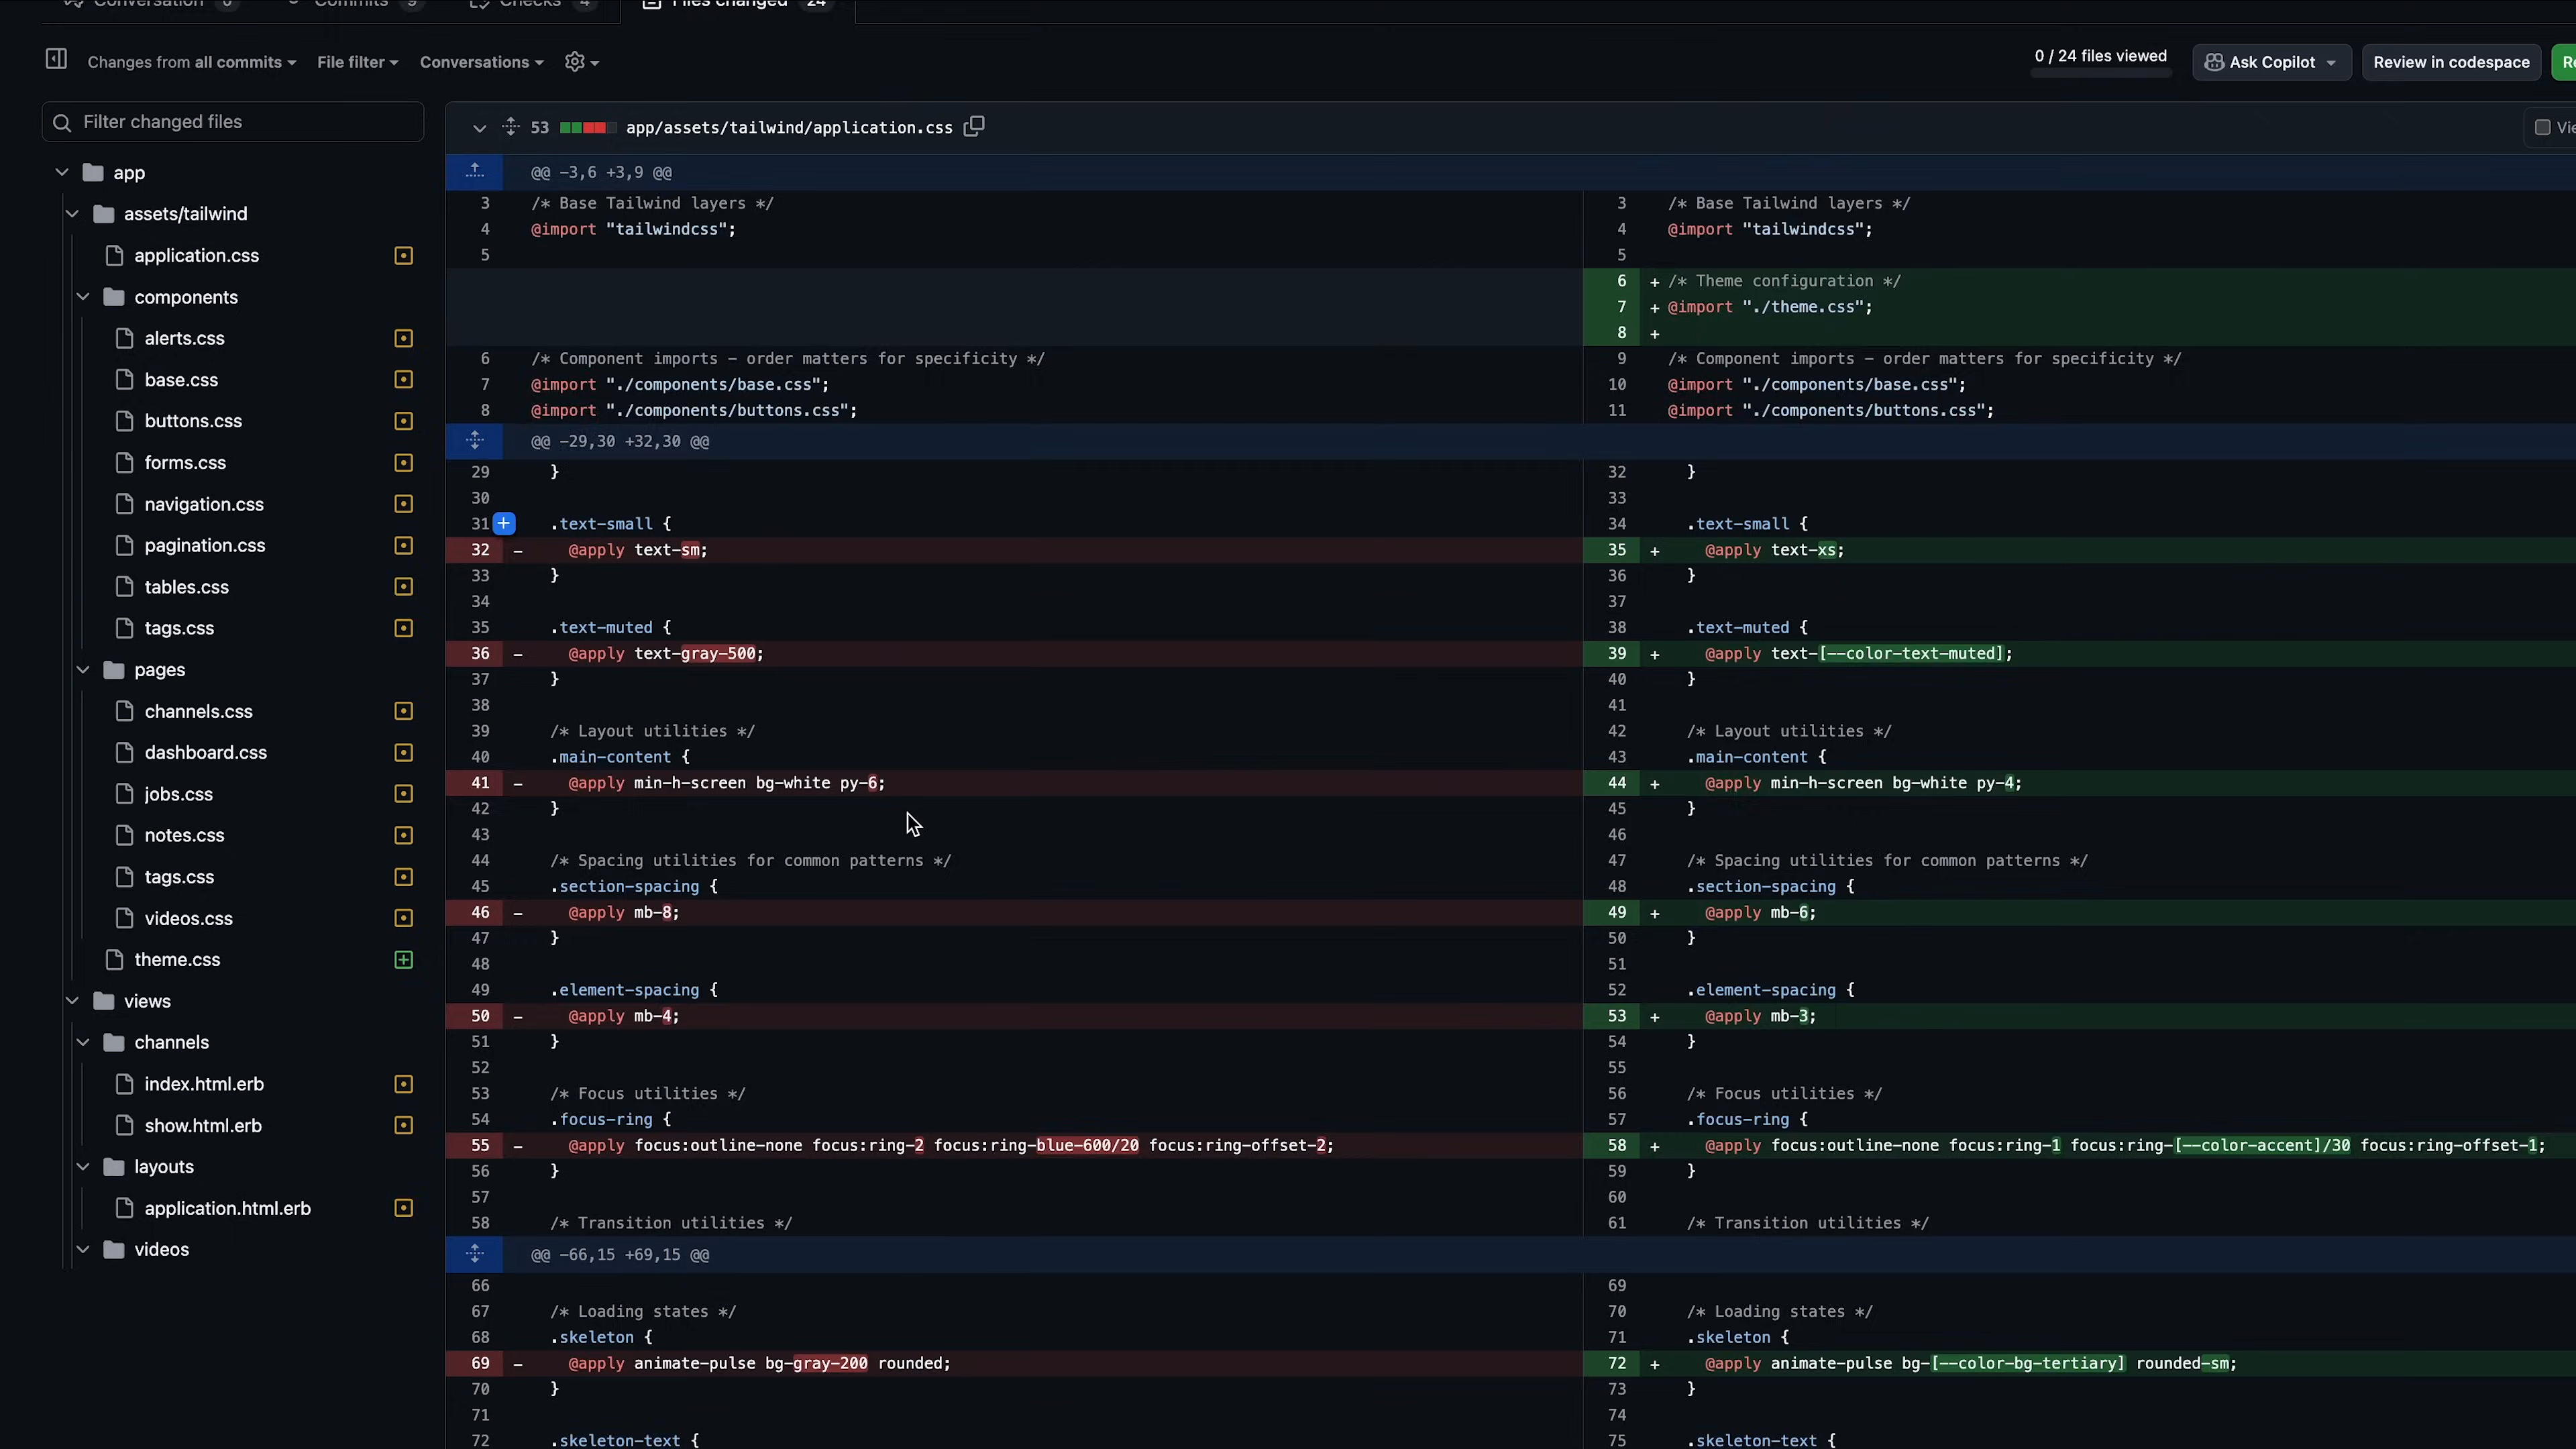 Conversation 0 Commits 9 Checks 4 Files changed 24
Changes from all commits File filter Conversations
0 / 24 files viewed Ask Copilot Review in codespace
Filter changed files
app
assets/tailwind
application.css
components
alerts.css
base.css
buttons.css
forms.css
navigation.css
pagination.css
tables.css
tags.css
pages
channels.css
dashboard.css
jobs.css
notes.css
tags.css
videos.css
theme.css
views
channels
index.html.erb
show.html.erb
layouts
application.html.erb
videos
53 app/assets/tailwind/application.css
@@ -3,6 +3,9 @@
3 /* Base Tailwind layers */
4 @import "tailwindcss";
5
6 /* Component imports – order matters for specificity */
7 @import "./components/base.css";
8 @import "./components/buttons.css";
@@ -29,30 +32,30 @@
29 }
30
31 .text-small {
32 - @apply text-sm;
33 }
34
35 .text-muted {
36 - @apply text-gray-500;
37 }
38
39 /* Layout utilities */
40 .main-content {
41 - @apply min-h-screen bg-white py-6;
42 }
43
44 /* Spacing utilities for common patterns */
45 .section-spacing {
46 - @apply mb-8;
47 }
48
49 .element-spacing {
50 - @apply mb-4;
51 }
52
53 /* Focus utilities */
54 .focus-ring {
55 - @apply focus:outline-none focus:ring-2 focus:ring-blue-600/20 focus:ring-offset-2;
56 }
57
58 /* Transition utilities */
@@ -66,15 +69,15 @@
66
67 /* Loading states */
68 .skeleton {
69 - @apply animate-pulse bg-gray-200 rounded;
70 }
71
72 .skeleton-text {
3 /* Base Tailwind layers */
4 @import "tailwindcss";
5
6 + /* Theme configuration */
7 + @import "./theme.css";
8 +
9 /* Component imports – order matters for specificity */
10 @import "./components/base.css";
11 @import "./components/buttons.css";
32 }
33
34 .text-small {
35 + @apply text-xs;
36 }
37
38 .text-muted {
39 + @apply text-[--color-text-muted];
40 }
41
42 /* Layout utilities */
43 .main-content {
44 + @apply min-h-screen bg-white py-4;
45 }
46
47 /* Spacing utilities for common patterns */
48 .section-spacing {
49 + @apply mb-6;
50 }
51
52 .element-spacing {
53 + @apply mb-3;
54 }
55
56 /* Focus utilities */
57 .focus-ring {
58 + @apply focus:outline-none focus:ring-1 focus:ring-[--color-accent]/30 focus:ring-offset-1;
59 }
60
61 /* Transition utilities */
69
70 /* Loading states */
71 .skeleton {
72 + @apply animate-pulse bg-[--color-bg-tertiary] rounded-sm;
73 }
74
75 .skeleton-text {